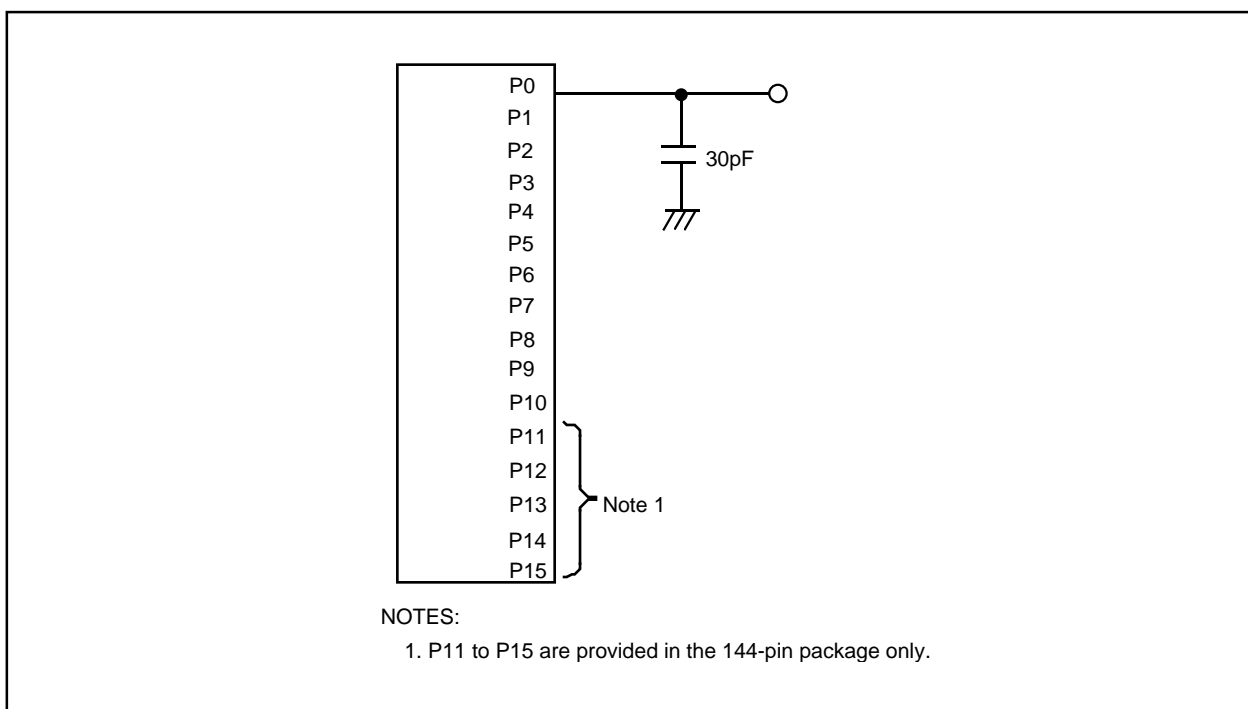 P0
P1
P2
30pF
P3
P4
P5
P6
P7
P8
P9
P10
P11
P12
P13
Note 1
P14
P15
NOTES:
1. P11 to P15 are provided in the 144-pin package only.